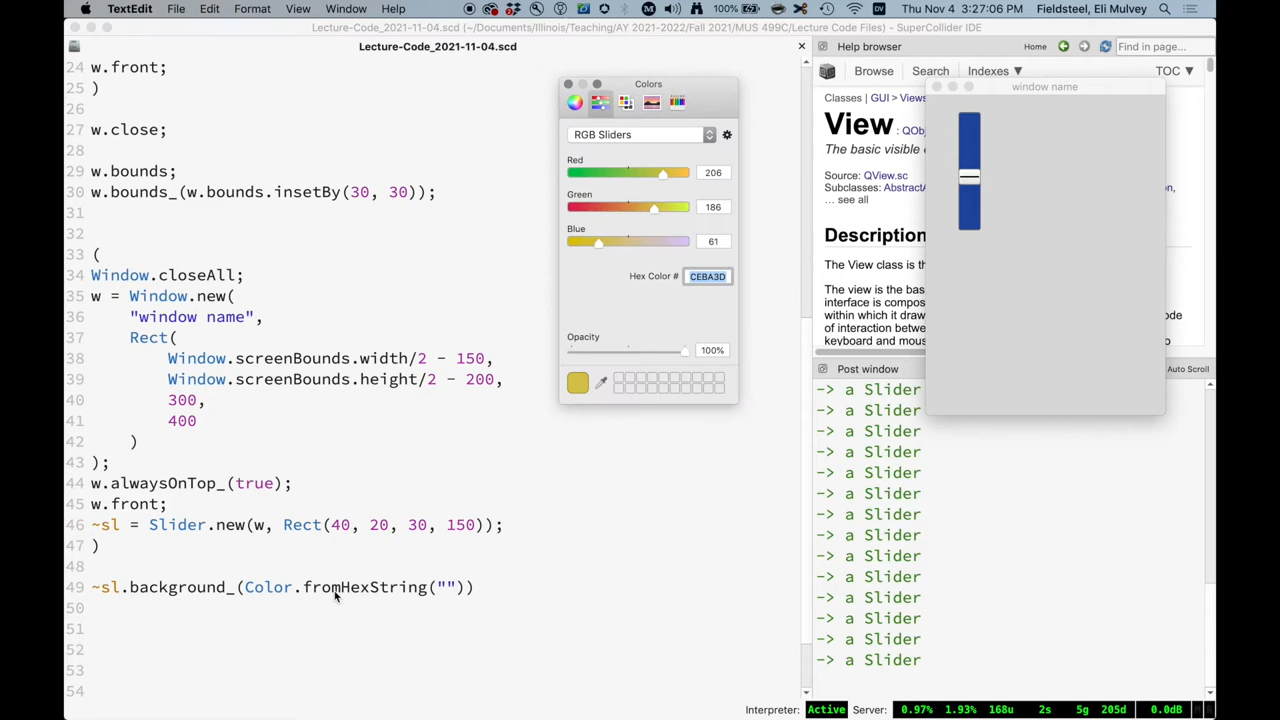 TextEdit File Edit Format View Window Help 100% Thu Nov 4 3:27:06 PM Fieldsteel, Eli Mulvey
Lecture-Code_2021-11-04.scd (~/Documents/Illinois/Teaching/AY 2021-2022/Fall 2021/MUS 499C/Lecture Code Files) - SuperCollider IDE
Lecture-Code_2021-11-04.scd
24 w.front;
25 )
26
27 w.close;
28
29 w.bounds;
30 w.bounds_(w.bounds.insetBy(30, 30));
31
32
33 (
34 Window.closeAll;
35 w = Window.new(
36 "window name",
37 Rect(
38 Window.screenBounds.width/2 - 150,
39 Window.screenBounds.height/2 - 200,
40 300,
41 400
42 )
43 );
44 w.alwaysOnTop_(true);
45 w.front;
46 ~sl = Slider.new(w, Rect(40, 20, 30, 150));
47 )
48
49 ~sl.background_(Color.fromHexString(""))
50
51
52
53
54
Colors
RGB Sliders
Red
206
Green
186
Blue
61
Hex Color # CEBA3D
Opacity
100%
Help browser Home Find in page...
Browse Search Indexes ▼ TOC ▼
Classes | GUI > Views
View : QObj
The basic visible e
Source: QView.sc
Subclasses: AbstractA
... see all
Description
The View class is th
The view is the bas
interface is compos
within which it draw
of interaction betwe
keyboard and mous
window name
Post window Auto Scroll
-> a Slider
-> a Slider
-> a Slider
-> a Slider
-> a Slider
-> a Slider
-> a Slider
-> a Slider
-> a Slider
-> a Slider
-> a Slider
-> a Slider
-> a Slider
-> a Slider
Interpreter: Active Server: 0.97% 1.93% 168u 2s 5g 205d 0.0dB